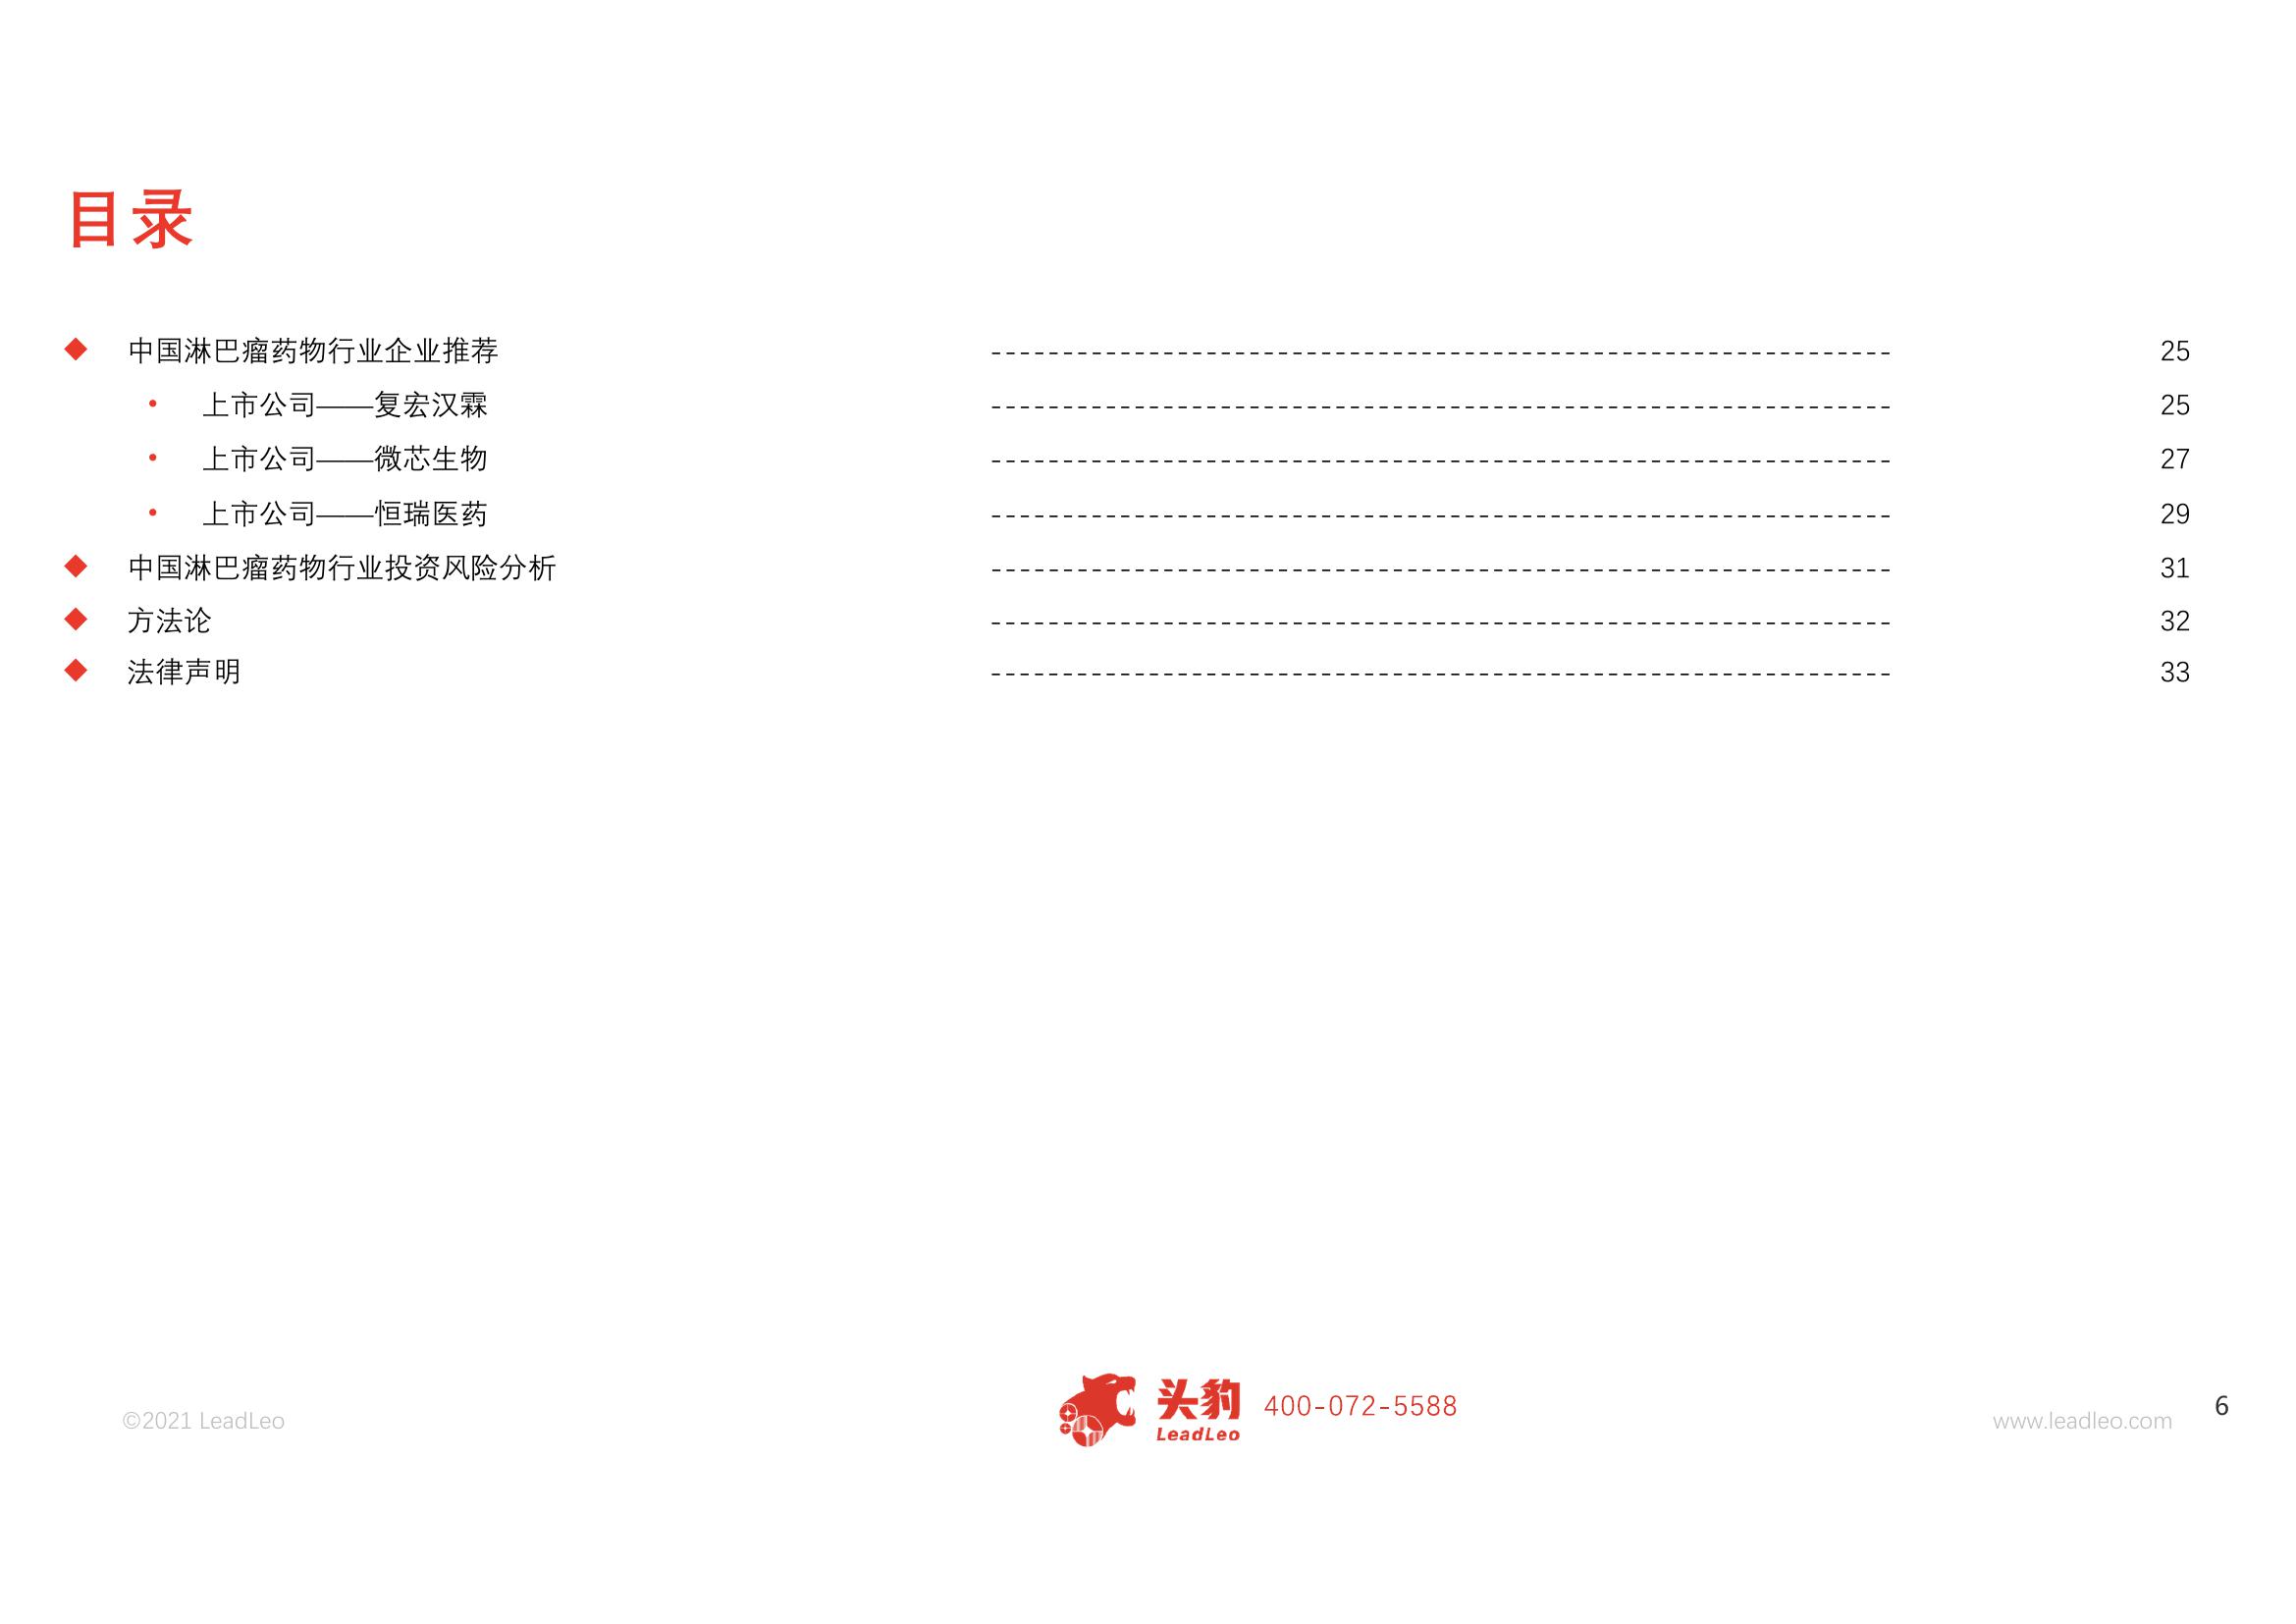 目录
◆ 中国淋巴瘤药物行业企业推荐 --------------------------------------------------------------- 25
• 上市公司——复宏汉霖 --------------------------------------------------------------- 25
• 上市公司——微芯生物 --------------------------------------------------------------- 27
• 上市公司——恒瑞医药 --------------------------------------------------------------- 29
◆ 中国淋巴瘤药物行业投资风险分析 --------------------------------------------------------------- 31
◆ 方法论 --------------------------------------------------------------- 32
◆ 法律声明 --------------------------------------------------------------- 33
©2021 LeadLeo
头豹
LeadLeo
400-072-5588
www.leadleo.com
6